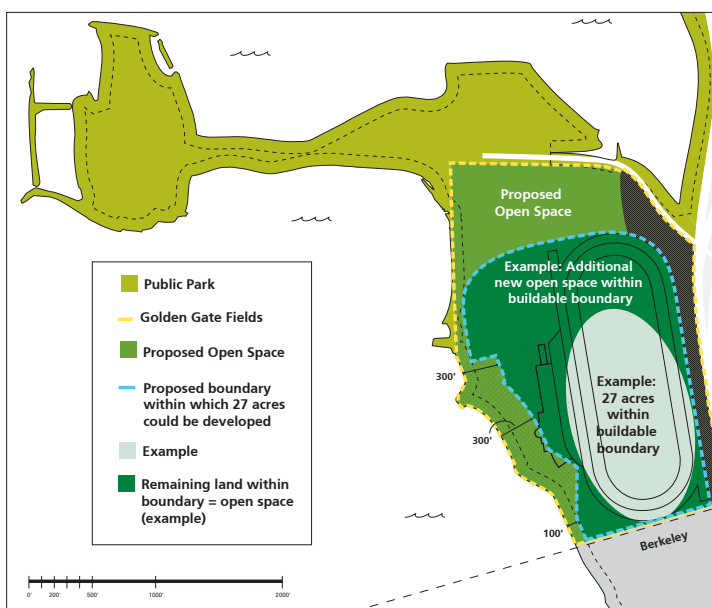 Proposed
Open Space
Example: Additional
new open space within
buildable boundary
Public Park
Golden Gate Fields
Proposed Open Space
Proposed boundary
within which 27 acres
could be developed
Example
Remaining land within
boundary = open space
(example)
300'
300'
100'
Example:
27 acres
within
buildable
boundary
Berkeley
0' 200' 500' 1000' 2000'